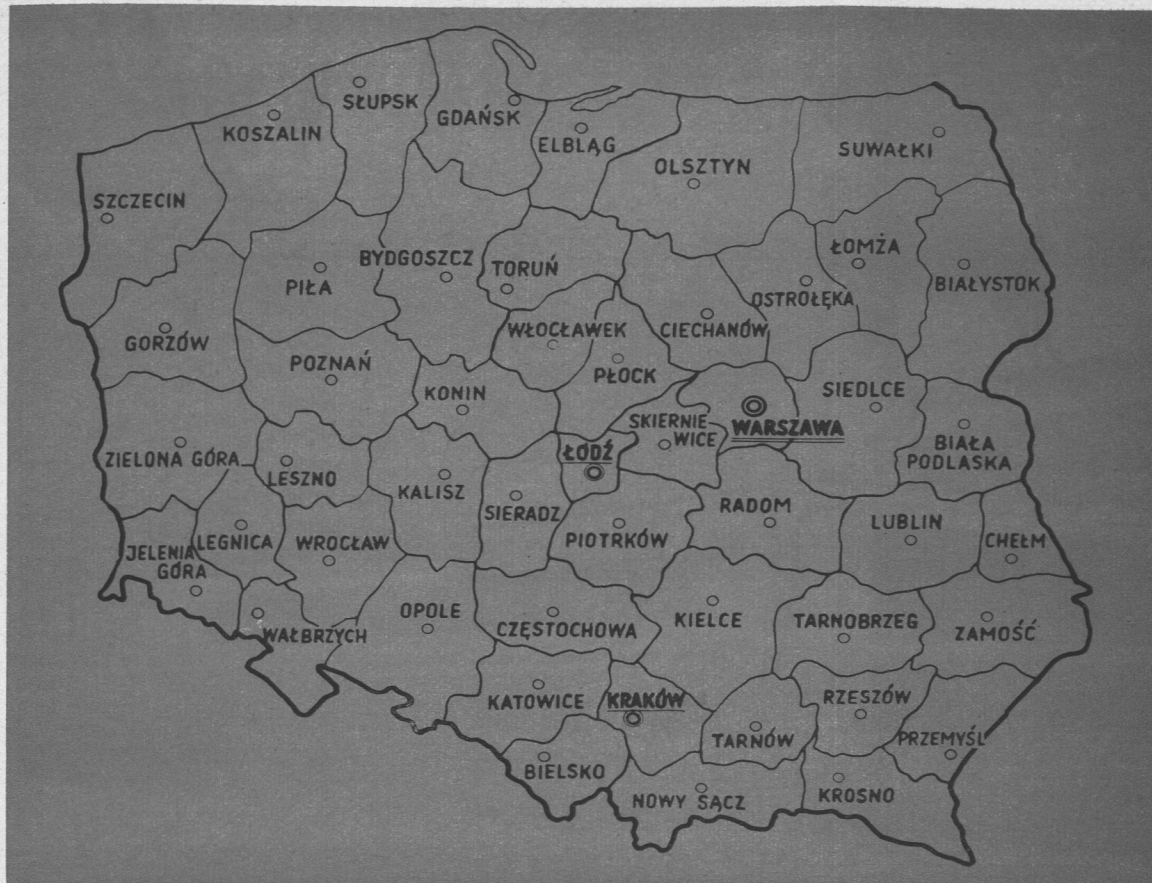 SŁUPSK
GDAŃSK
KOSZALIN
ELBLĄG
SUWAŁKI
OLSZTYN
SZCZECIN
ŁOMŻA
BYDGOSZCZ
TORUŃ
PIŁA
OSTROŁĘKA
BIAŁYSTOK
GORZÓW
WŁOCŁAWEK
CIECHANÓW
POZNAŃ
PŁOCK
KONIN
SIEDLCE
SKIERNIE
WICE
WARSZAWA
BIAŁA
PODLASKA
ŁÓDŹ
ZIELONA GÓRA
LESZNO
KALISZ
SIERADZ
RADOM
LUBLIN
PIOTRKÓW
CHEŁM
JELENIA
GÓRA
LEGNICA
WROCŁAW
OPOLE
CZĘSTOCHOWA
KIELCE
TARNOBRZEG
ZAMOŚĆ
WAŁBRZYCH
KATOWICE
KRAKÓW
RZESZÓW
TARNÓW
PRZEMYŚL
BIELSKO
NOWY SĄCZ
KROSNO